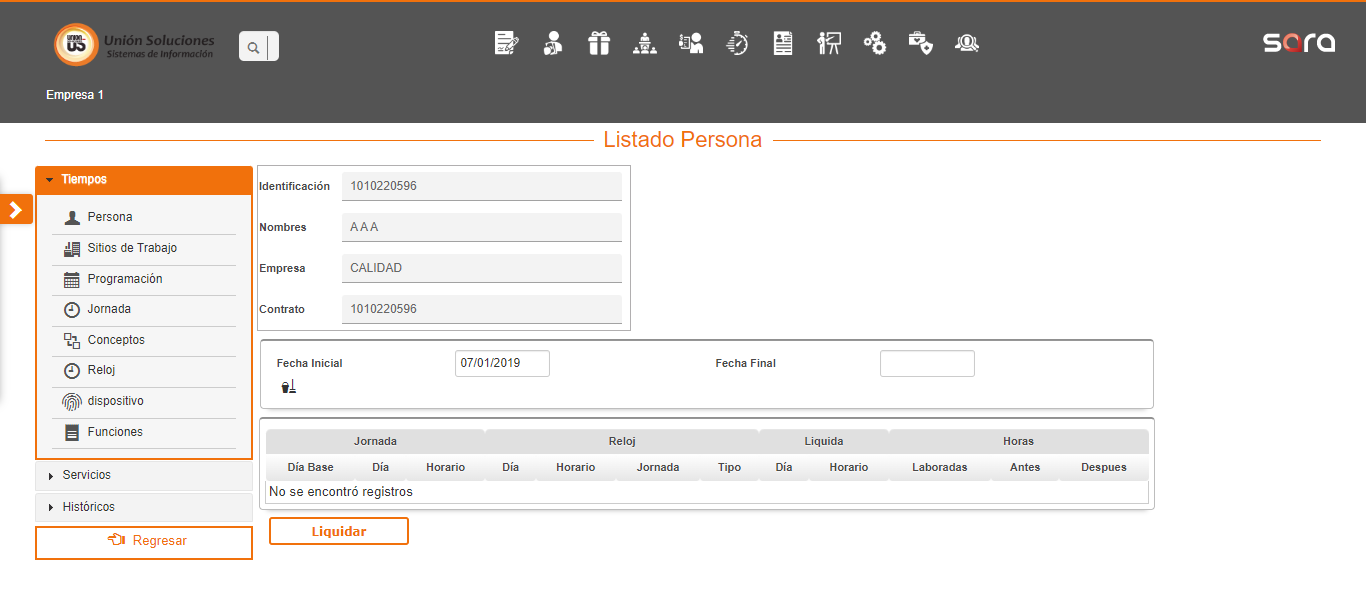 UNION
US
Unión Soluciones
Sistemas de Información
sara
Empresa 1
Listado Persona
Tiempos
Persona
Sitios de Trabajo
Programación
Jornada
Conceptos
Reloj
dispositivo
Funciones
Servicios
Históricos
Regresar
Identificación 1010220596
Nombres A A A
Empresa CALIDAD
Contrato 1010220596
Fecha Inicial 07/01/2019 Fecha Final
Jornada Reloj Liquida Horas
Día Base Día Horario Día Horario Jornada Tipo Día Horario Laboradas Antes Despues
No se encontró registros
Liquidar